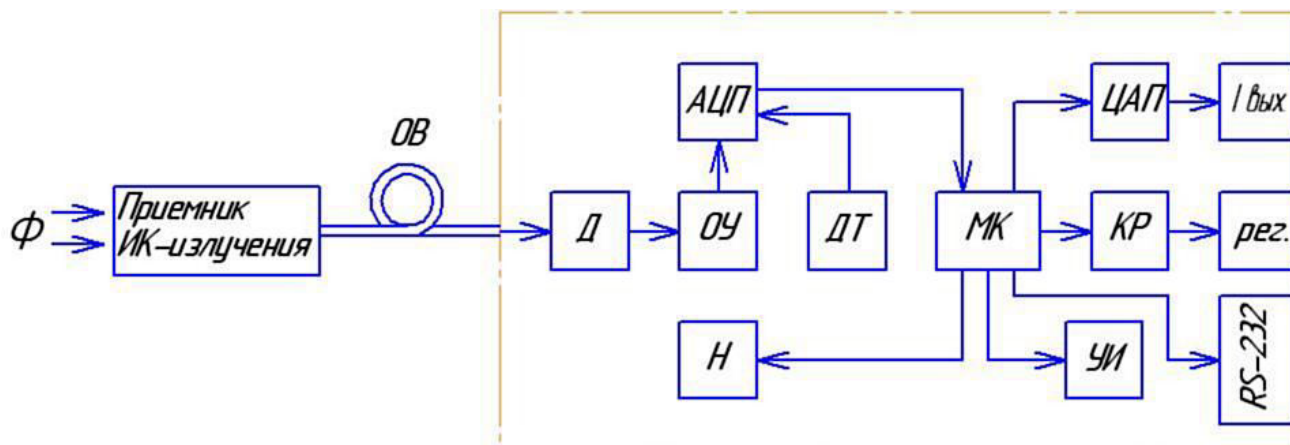 АЦП
ЦАП
I вых
ОВ
Ф
Приемник
ИК-излучения
Д
ОУ
ДТ
МК
КР
рег.
Н
УИ
RS-232